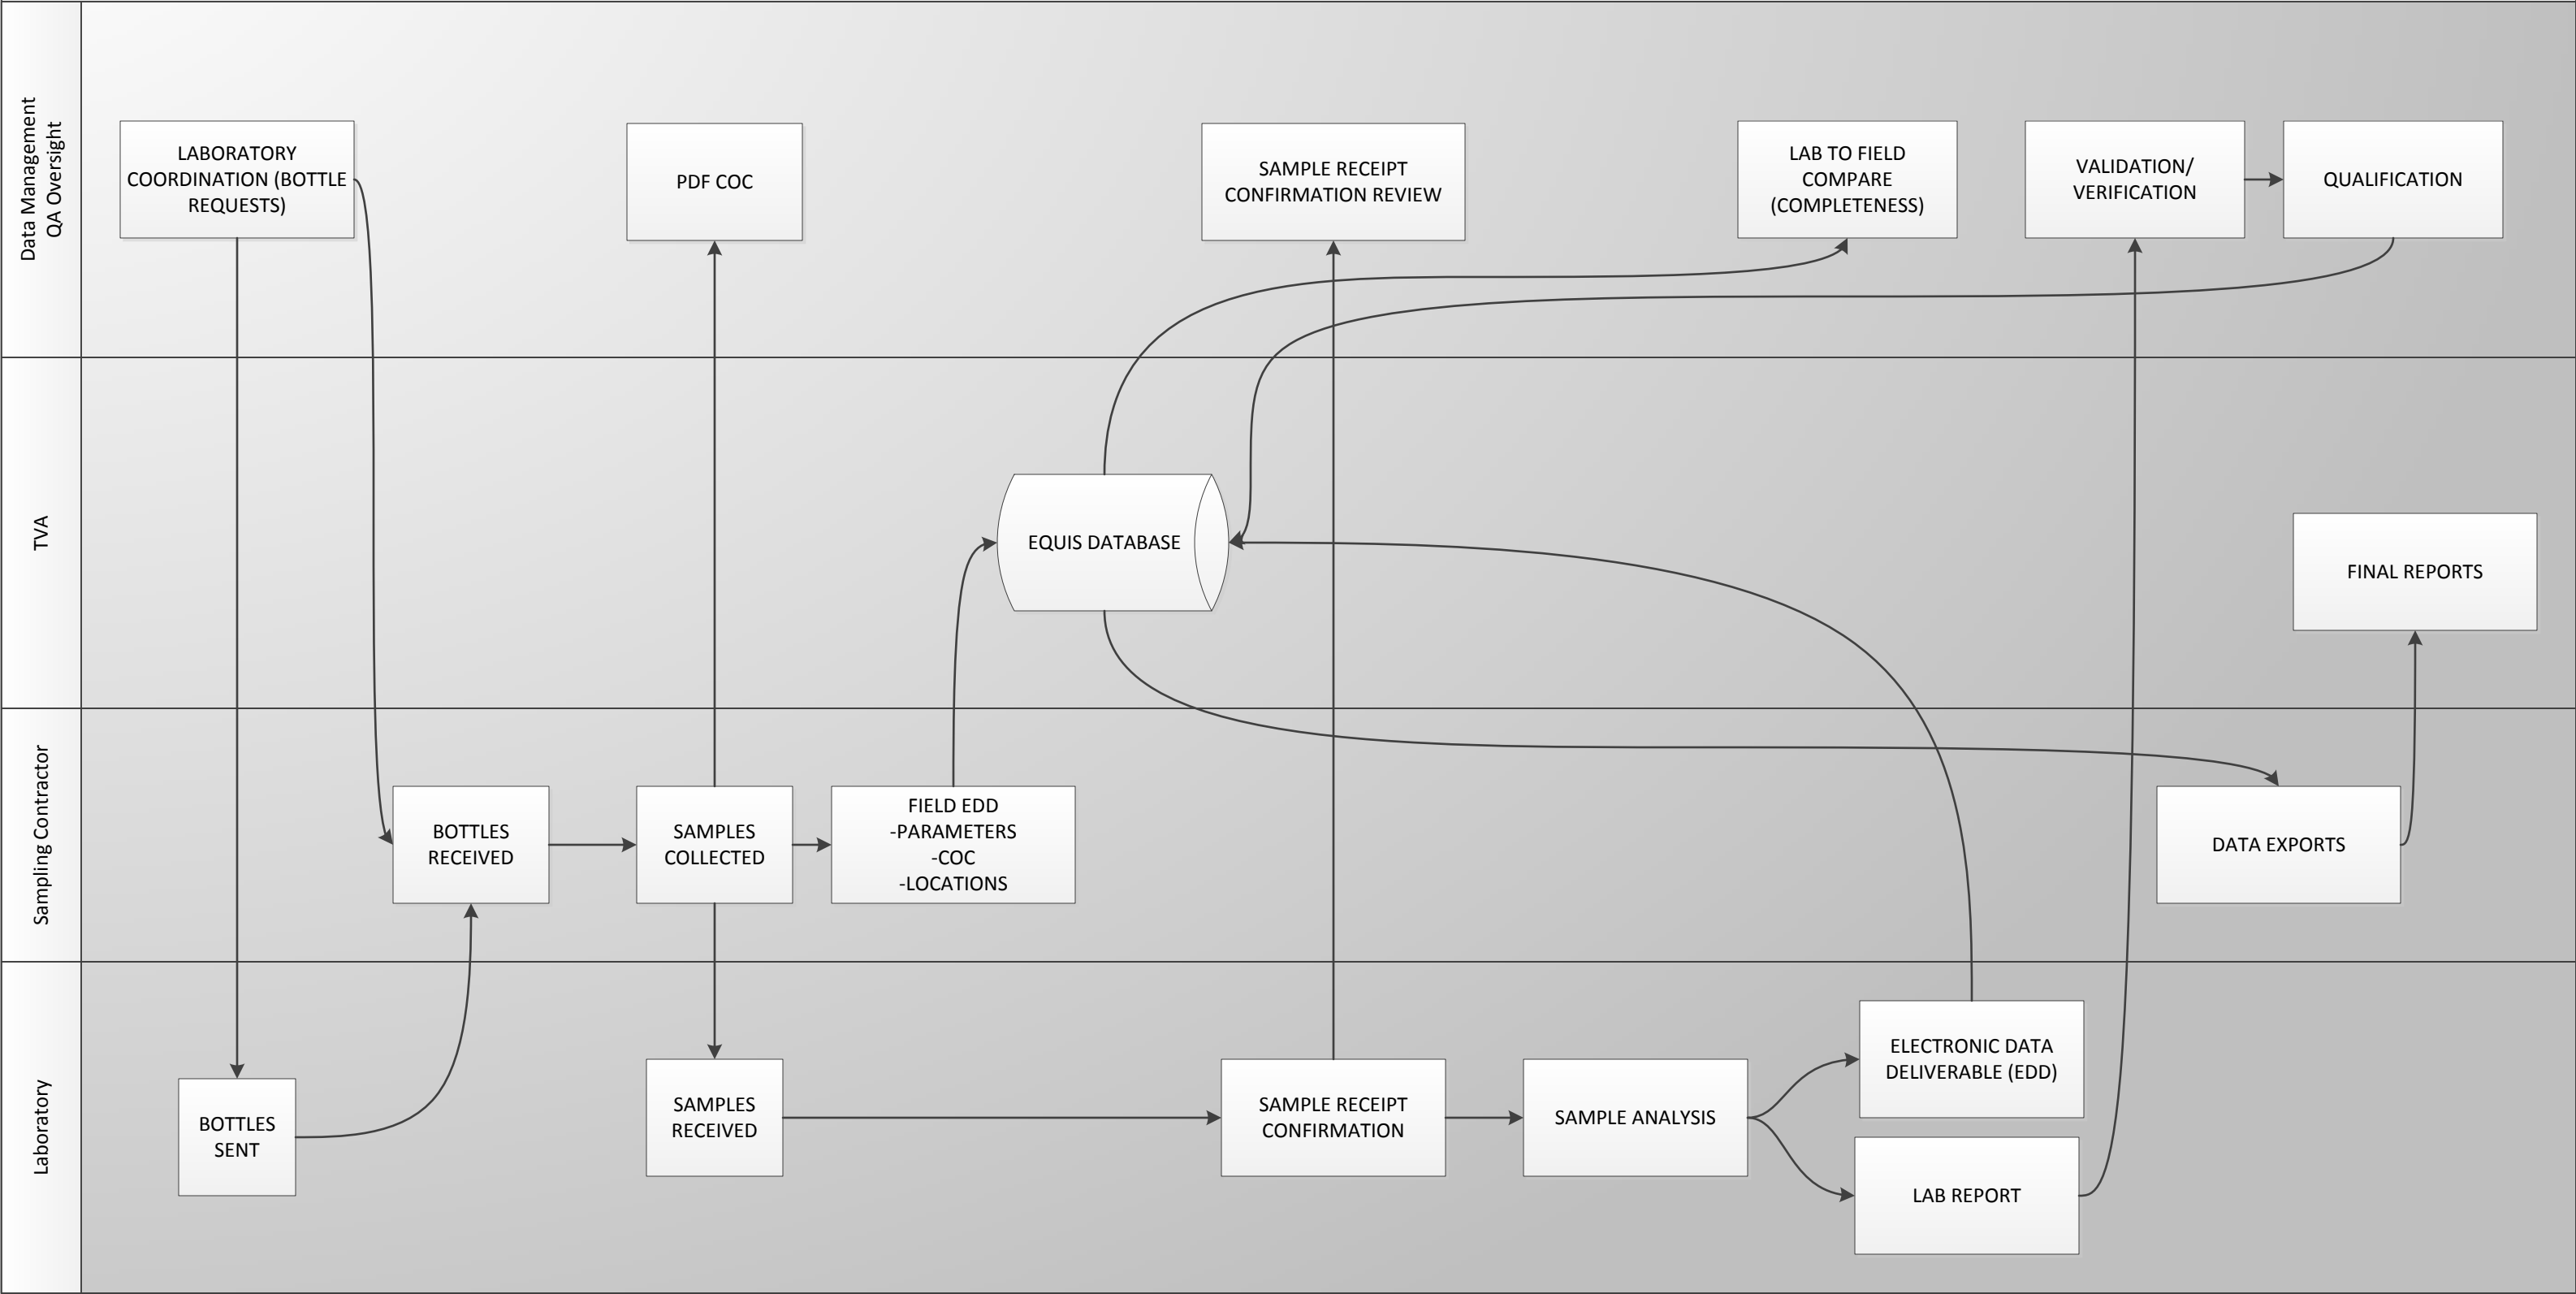 Data Management
QA Oversight
LABORATORY
COORDINATION (BOTTLE
REQUESTS)
PDF COC
SAMPLE RECEIPT
CONFIRMATION REVIEW
LAB TO FIELD
COMPARE
(COMPLETENESS)
VALIDATION/
VERIFICATION
QUALIFICATION
TVA
EQUIS DATABASE
FINAL REPORTS
Sampling Contractor
BOTTLES
RECEIVED
SAMPLES
COLLECTED
FIELD EDD
-PARAMETERS
-COC
-LOCATIONS
DATA EXPORTS
Laboratory
BOTTLES
SENT
SAMPLES
RECEIVED
SAMPLE RECEIPT
CONFIRMATION
SAMPLE ANALYSIS
ELECTRONIC DATA
DELIVERABLE (EDD)
LAB REPORT